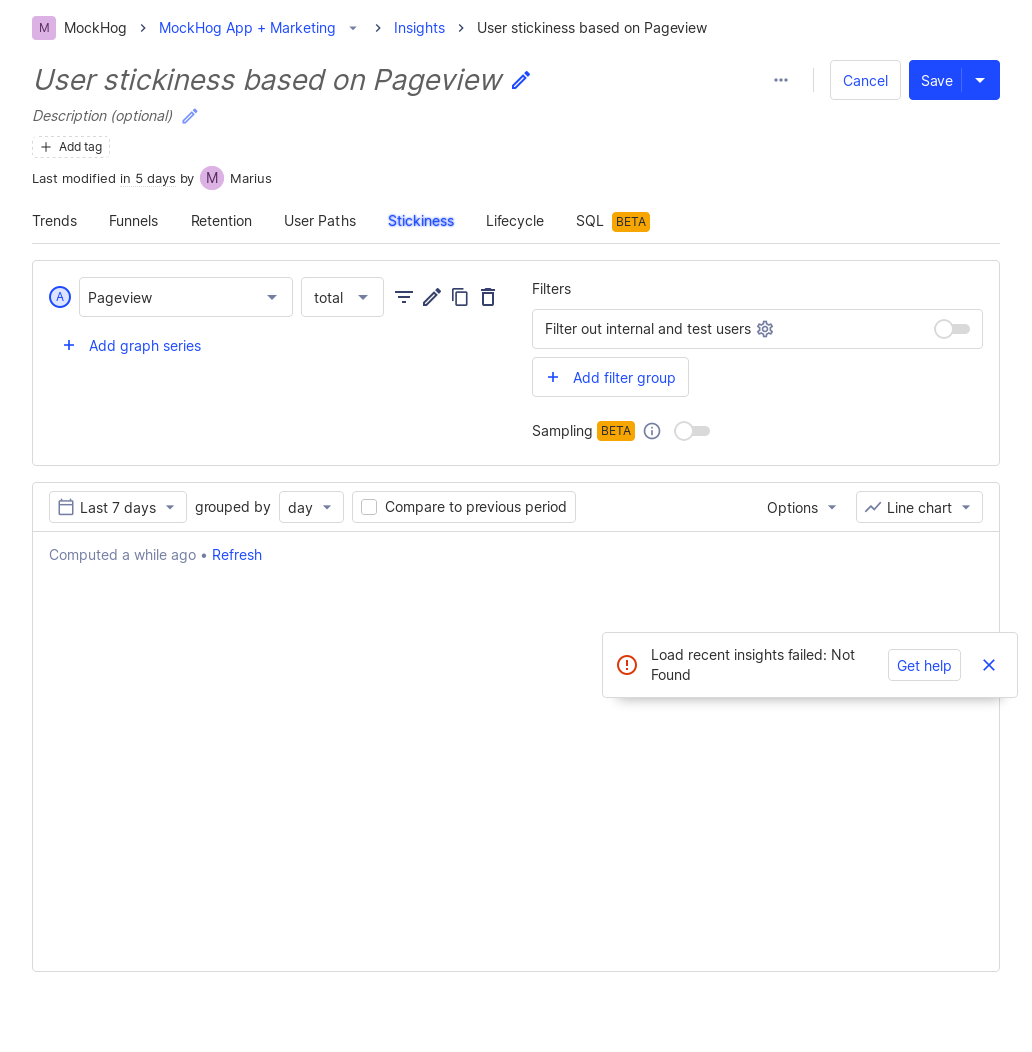 M MockHog MockHog App + Marketing Insights User stickiness based on Pageview
User stickiness based on Pageview
Cancel Save
Description (optional)
Add tag
Last modified in 5 days by M Marius
Trends Funnels Retention User Paths Stickiness Lifecycle SQL BETA
A Pageview total
Add graph series
Filters
Filter out internal and test users
Add filter group
Sampling BETA
Last 7 days grouped by day Compare to previous period Options Line chart
Computed a while ago • Refresh
Load recent insights failed: Not
Found
Get help